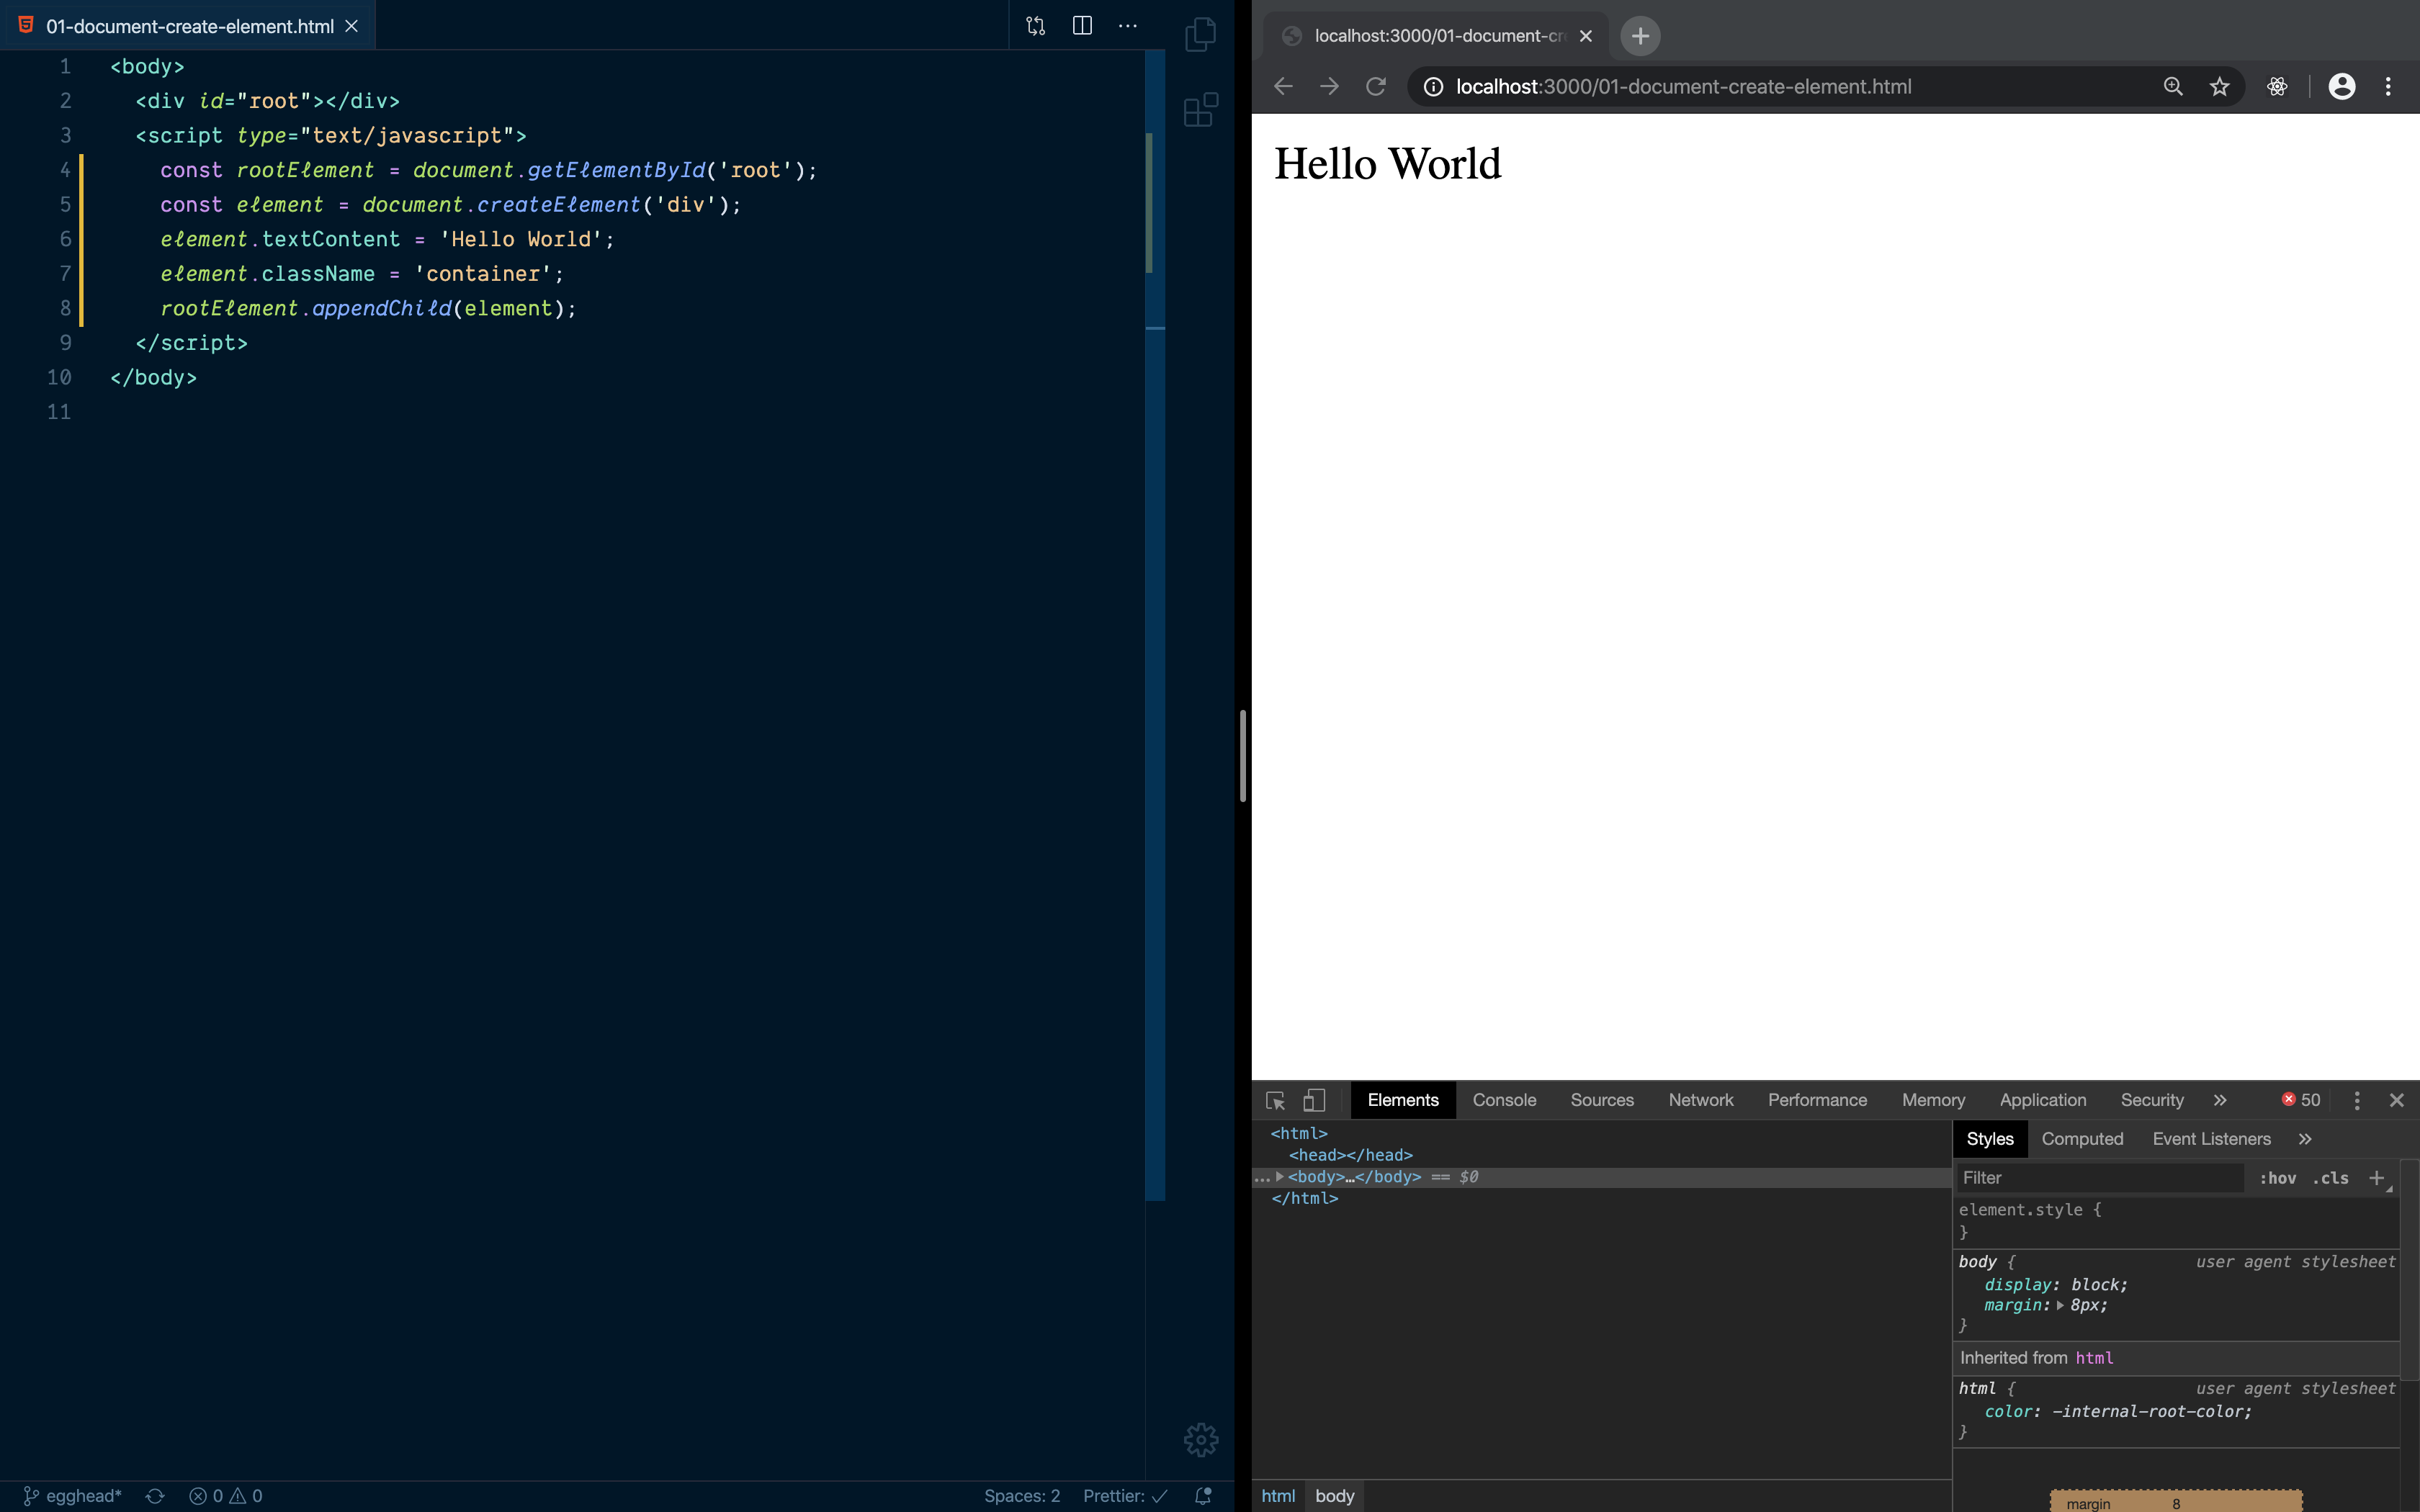 01-document-create-element.html
1 <body>
2 <div id="root"></div>
3 <script type="text/javascript">
4 const rootElement = document.getElementById('root');
5 const element = document.createElement('div');
6 element.textContent = 'Hello World';
7 element.className = 'container';
8 rootElement.appendChild(element);
9 </script>
10 </body>
11
egghead* 0 0 Spaces: 2 Prettier: ✓
localhost:3000/01-document-cr
localhost:3000/01-document-create-element.html
Hello World
Elements Console Sources Network Performance Memory Application Security » 50
<html>
<head></head>
… ▶ <body>…</body> == $0
</html>
html body
Styles Computed Event Listeners »
Filter :hov .cls +
element.style {
}
body { user agent stylesheet
display: block;
margin: ▶ 8px;
}
Inherited from html
html { user agent stylesheet
color: -internal-root-color;
}
margin 8